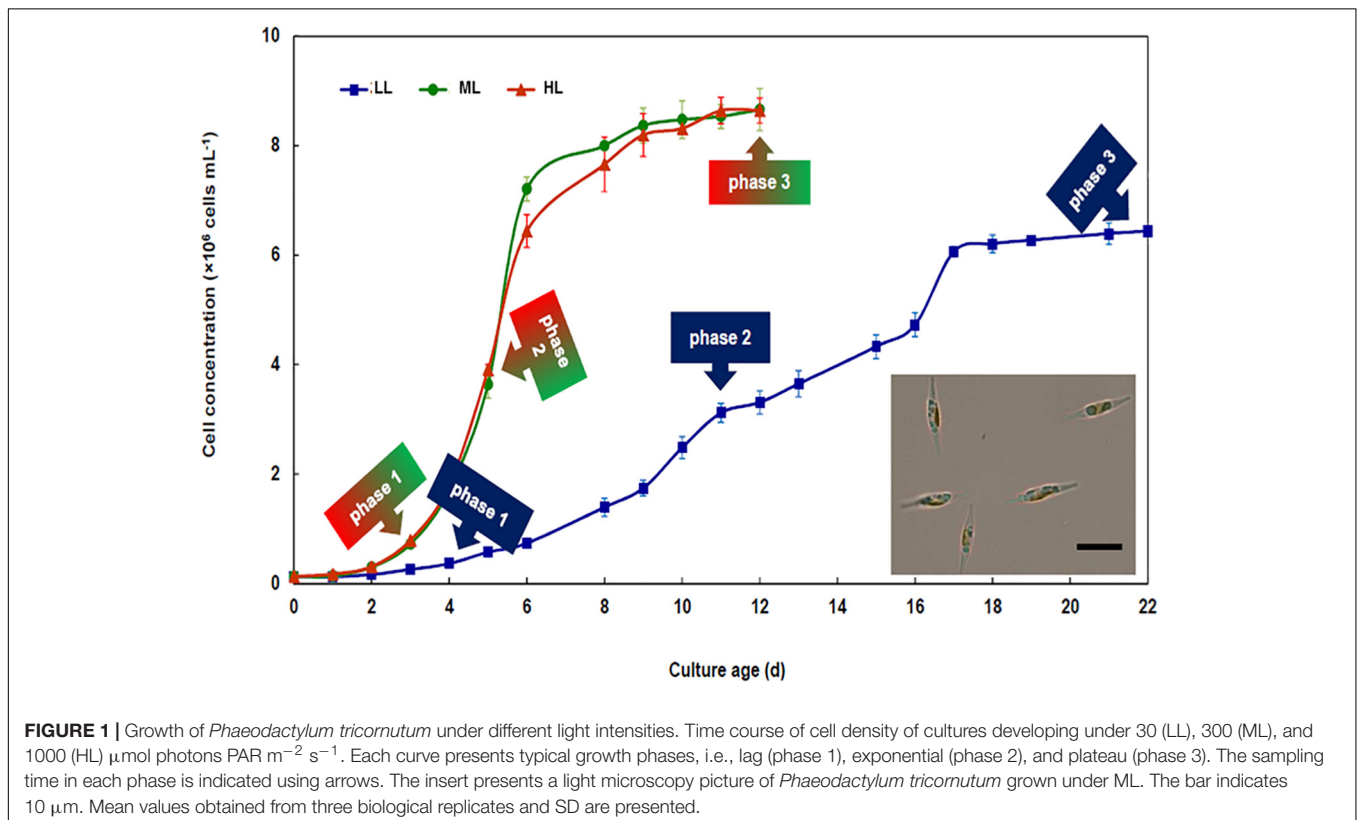 10
8
6
4
2
0
Cell concentration (×10⁶ cells mL⁻¹)
LL
ML
HL
phase 1
phase 1
phase 2
phase 2
phase 3
phase 3
0 2 4 6 8 10 12 14 16 18 20 22
Culture age (d)
FIGURE 1 | Growth of Phaeodactylum tricornutum under different light intensities. Time course of cell density of cultures developing under 30 (LL), 300 (ML), and
1000 (HL) μmol photons PAR m⁻² s⁻¹. Each curve presents typical growth phases, i.e., lag (phase 1), exponential (phase 2), and plateau (phase 3). The sampling
time in each phase is indicated using arrows. The insert presents a light microscopy picture of Phaeodactylum tricornutum grown under ML. The bar indicates
10 μm. Mean values obtained from three biological replicates and SD are presented.